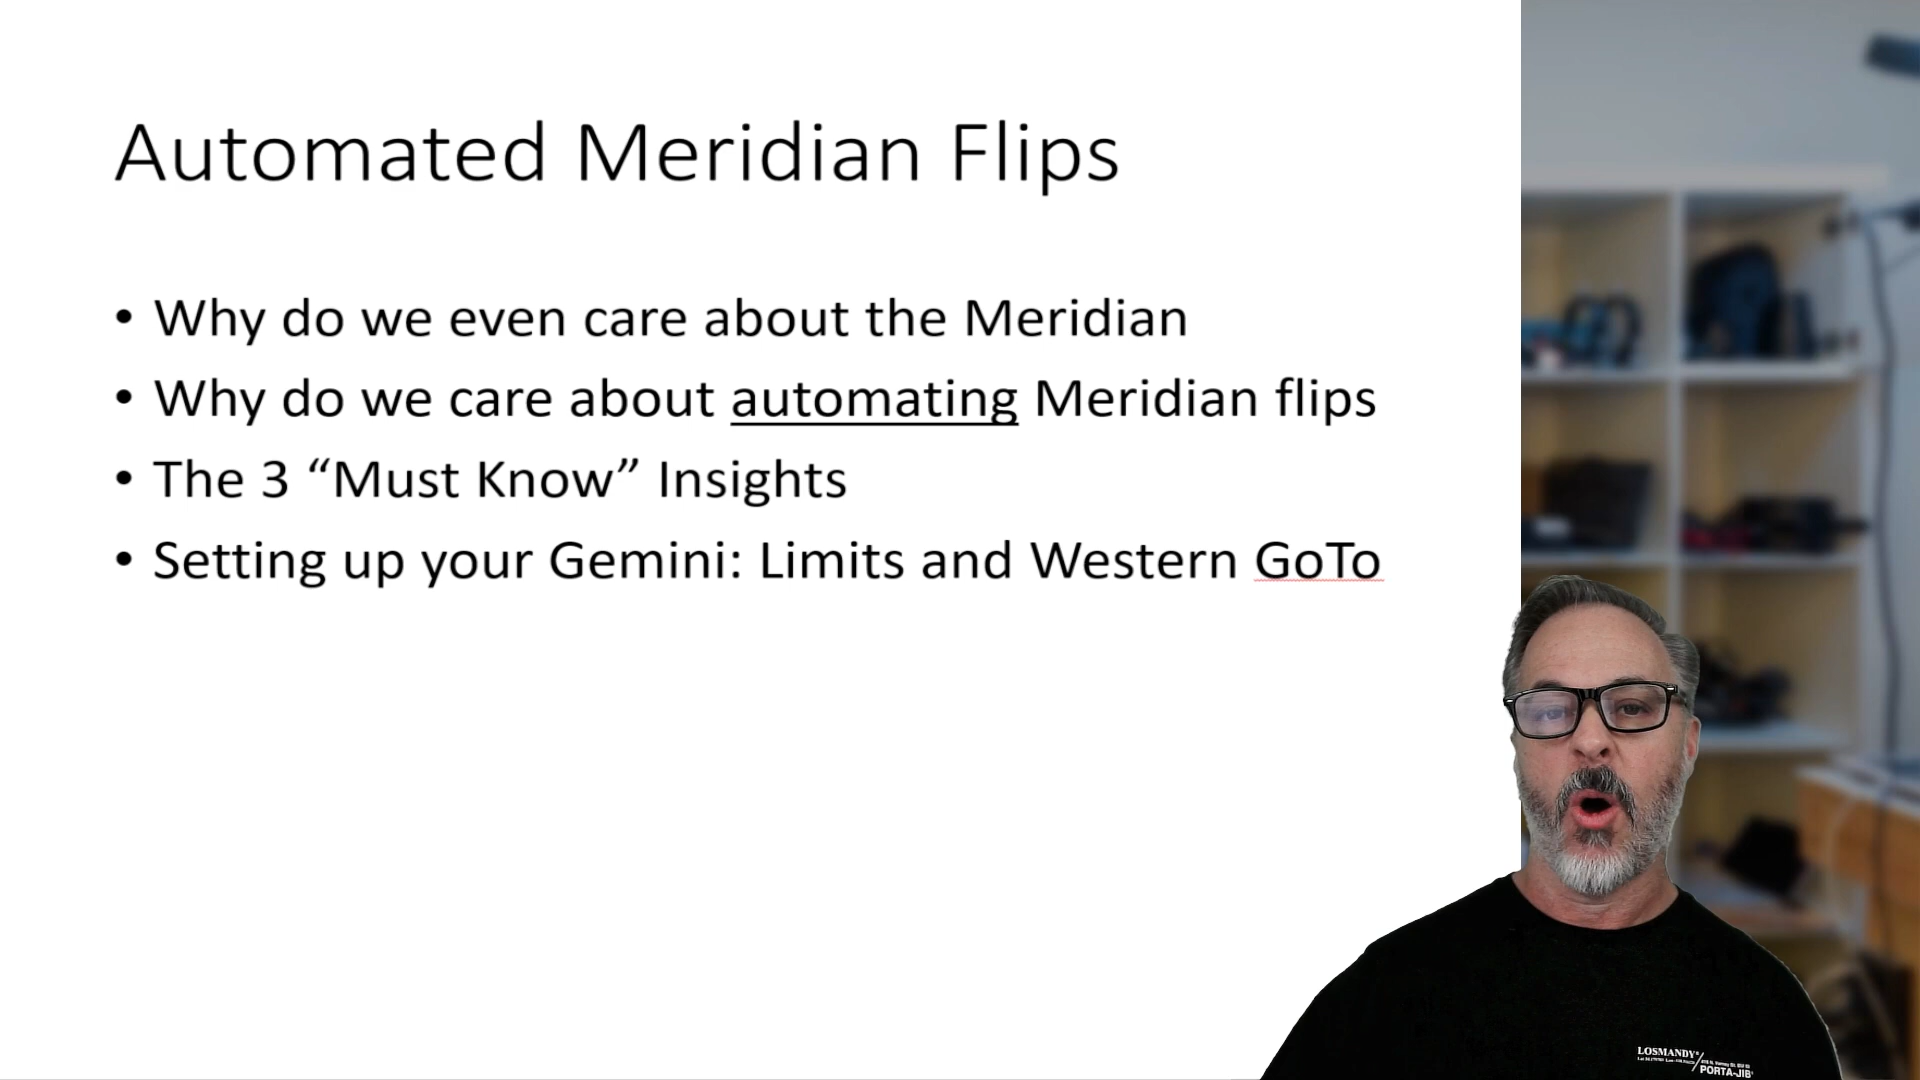 Automated Meridian Flips
• Why do we even care about the Meridian
• Why do we care about automating Meridian flips
• The 3 “Must Know” Insights
• Setting up your Gemini: Limits and Western GoTo
LOSMANDY®
PORTA-JIB